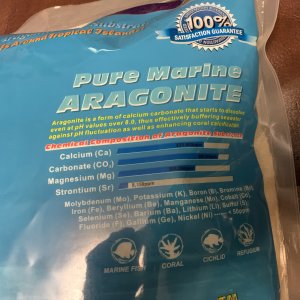 Substrat
Tropical Islands
100%
SATISFACTION GUARANTEE
Pure Marine
ARAGONITE
Aragonite is a form of calcium carbonate that starts to dissolve
even at pH values over 8.0, thus effectively buffering
against pH fluctuation as well as enhancing coral calcification
Chemical Composition of Aragonite
Calcium (Ca)
Carbonate (CO₃)
Magnesium (Mg)
Strontium (Sr)
Molybdenum (Mo), Potassium (K), Boron (B), Bromine
Iron (Fe), Beryllium (Be), Manganese (Mn), Cobalt (Co),
Selenium (Se), Barium (Ba), Lithium (Li), Sulfur (S)
Fluoride (F), Gallium (Ge), Nickel (Ni)
MARINE FISH
CORAL
CICHLID
REFUGIUM